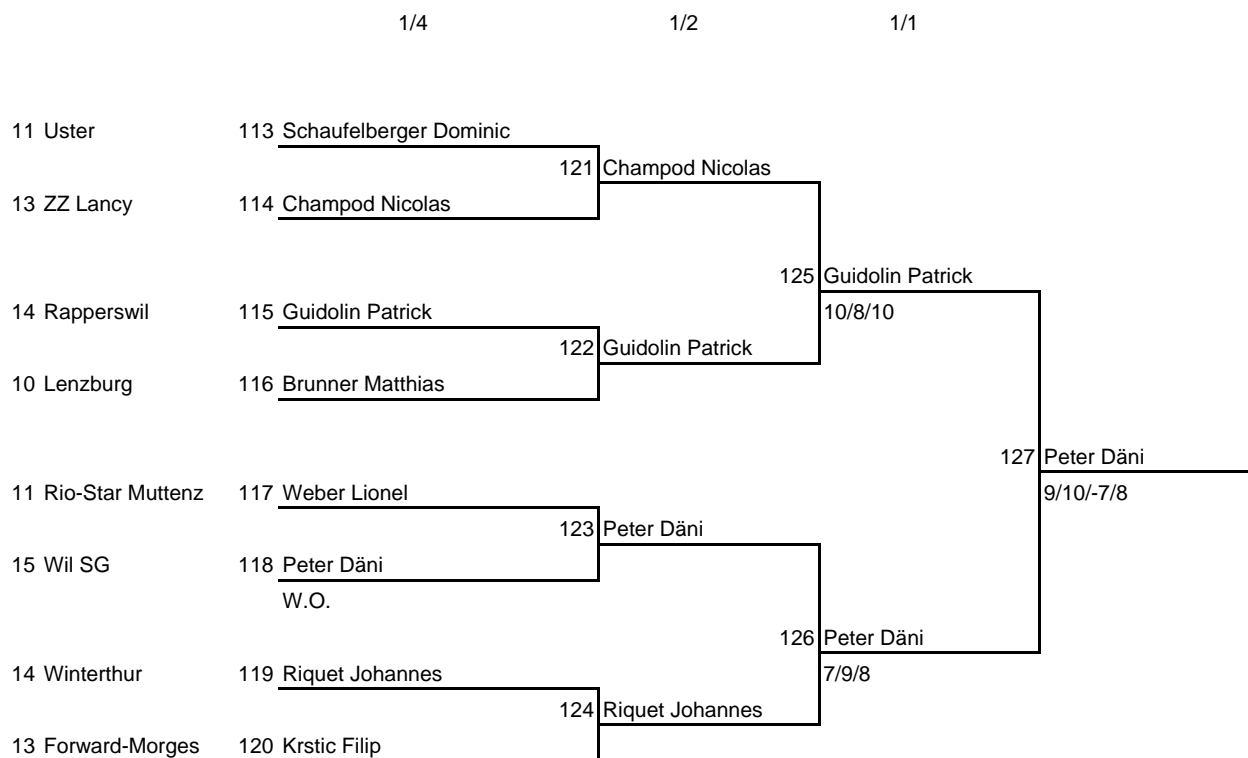 1/4 1/2 1/1
11 Uster 113 Schaufelberger Dominic
121 Champod Nicolas
13 ZZ Lancy 114 Champod Nicolas
125 Guidolin Patrick
14 Rapperswil 115 Guidolin Patrick 10/8/10
122 Guidolin Patrick
10 Lenzburg 116 Brunner Matthias
127 Peter Däni
11 Rio-Star Muttenz 117 Weber Lionel 9/10/-7/8
123 Peter Däni
15 Wil SG 118 Peter Däni
W.O.
126 Peter Däni
14 Winterthur 119 Riquet Johannes 7/9/8
124 Riquet Johannes
13 Forward-Morges 120 Krstic Filip